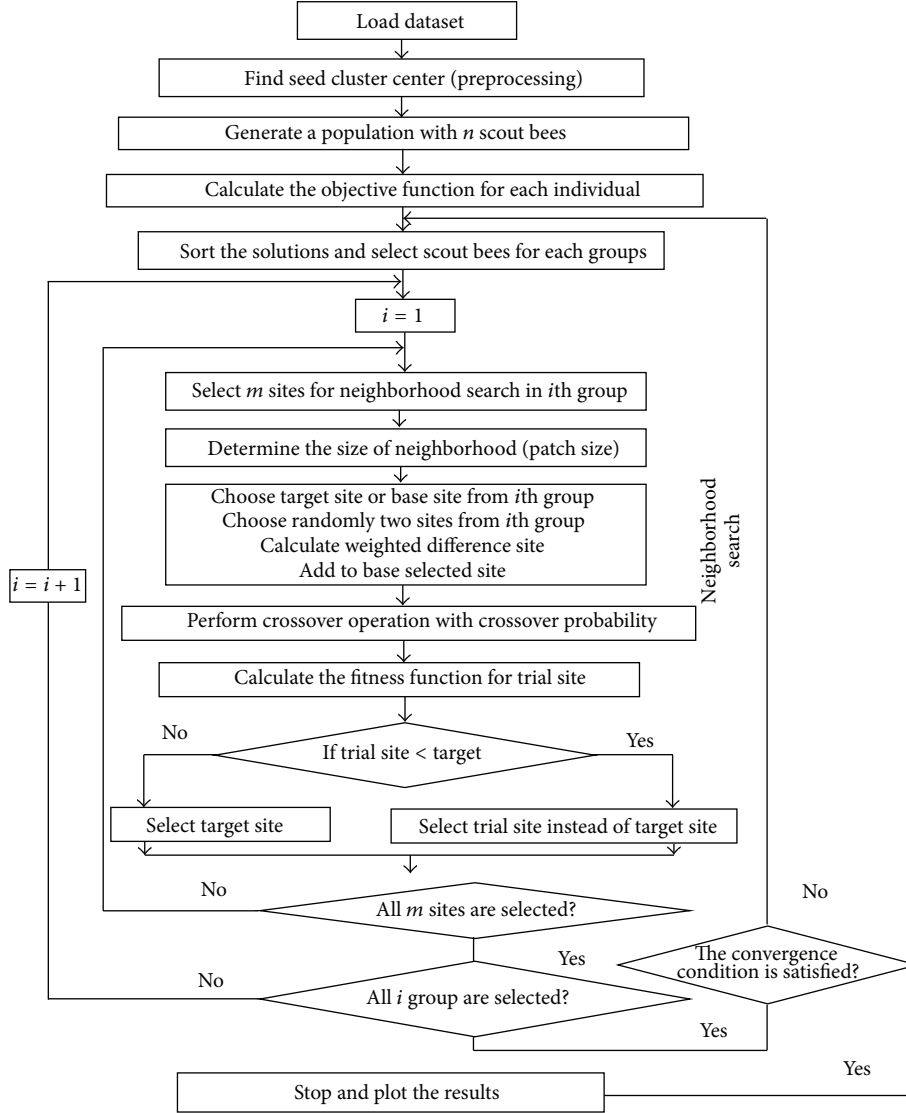 Load dataset
Find seed cluster center (preprocessing)
Generate a population with n scout bees
Calculate the objective function for each individual
Sort the solutions and select scout bees for each groups
i = 1
Select m sites for neighborhood search in ith group
Determine the size of neighborhood (patch size)
Choose target site or base site from ith group
Choose randomly two sites from ith group
Calculate weighted difference site
Add to base selected site
i = i + 1
Neighborhood
search
Perform crossover operation with crossover probability
Calculate the fitness function for trial site
No
If trial site < target
Yes
Select target site
Select trial site instead of target site
No
All m sites are selected?
No
Yes
The convergence
condition is satisfied?
No
All i group are selected?
Yes
Yes
Stop and plot the results